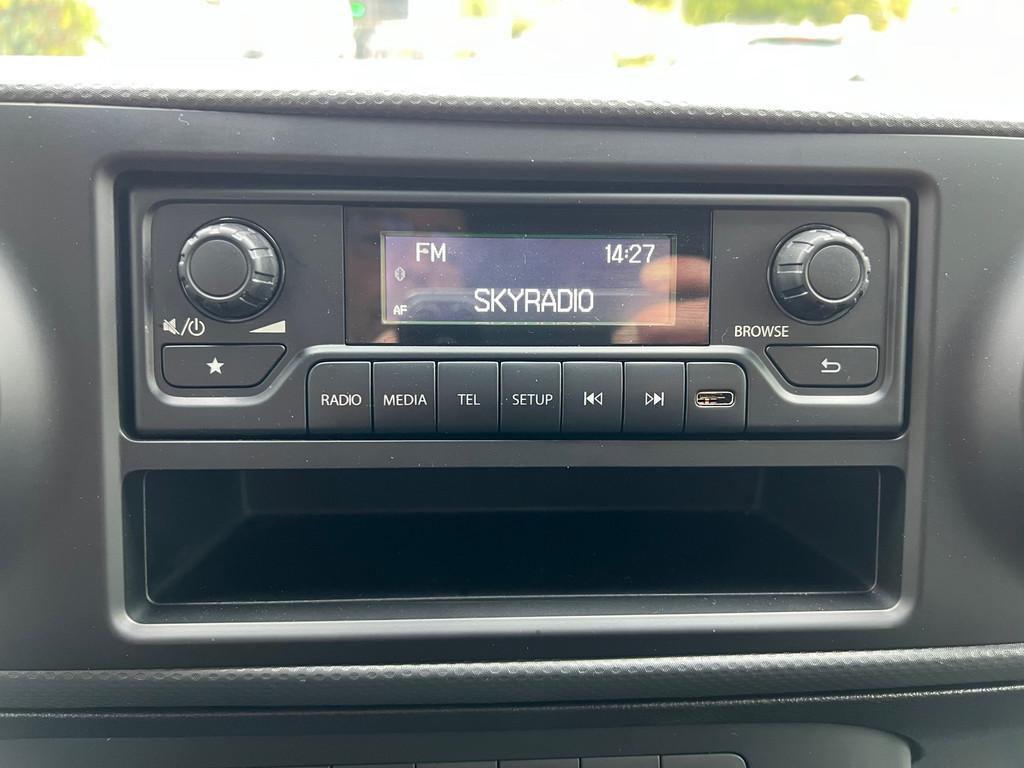 FM 14:27
AF SKYRADIO
BROWSE
RADIO MEDIA TEL SETUP